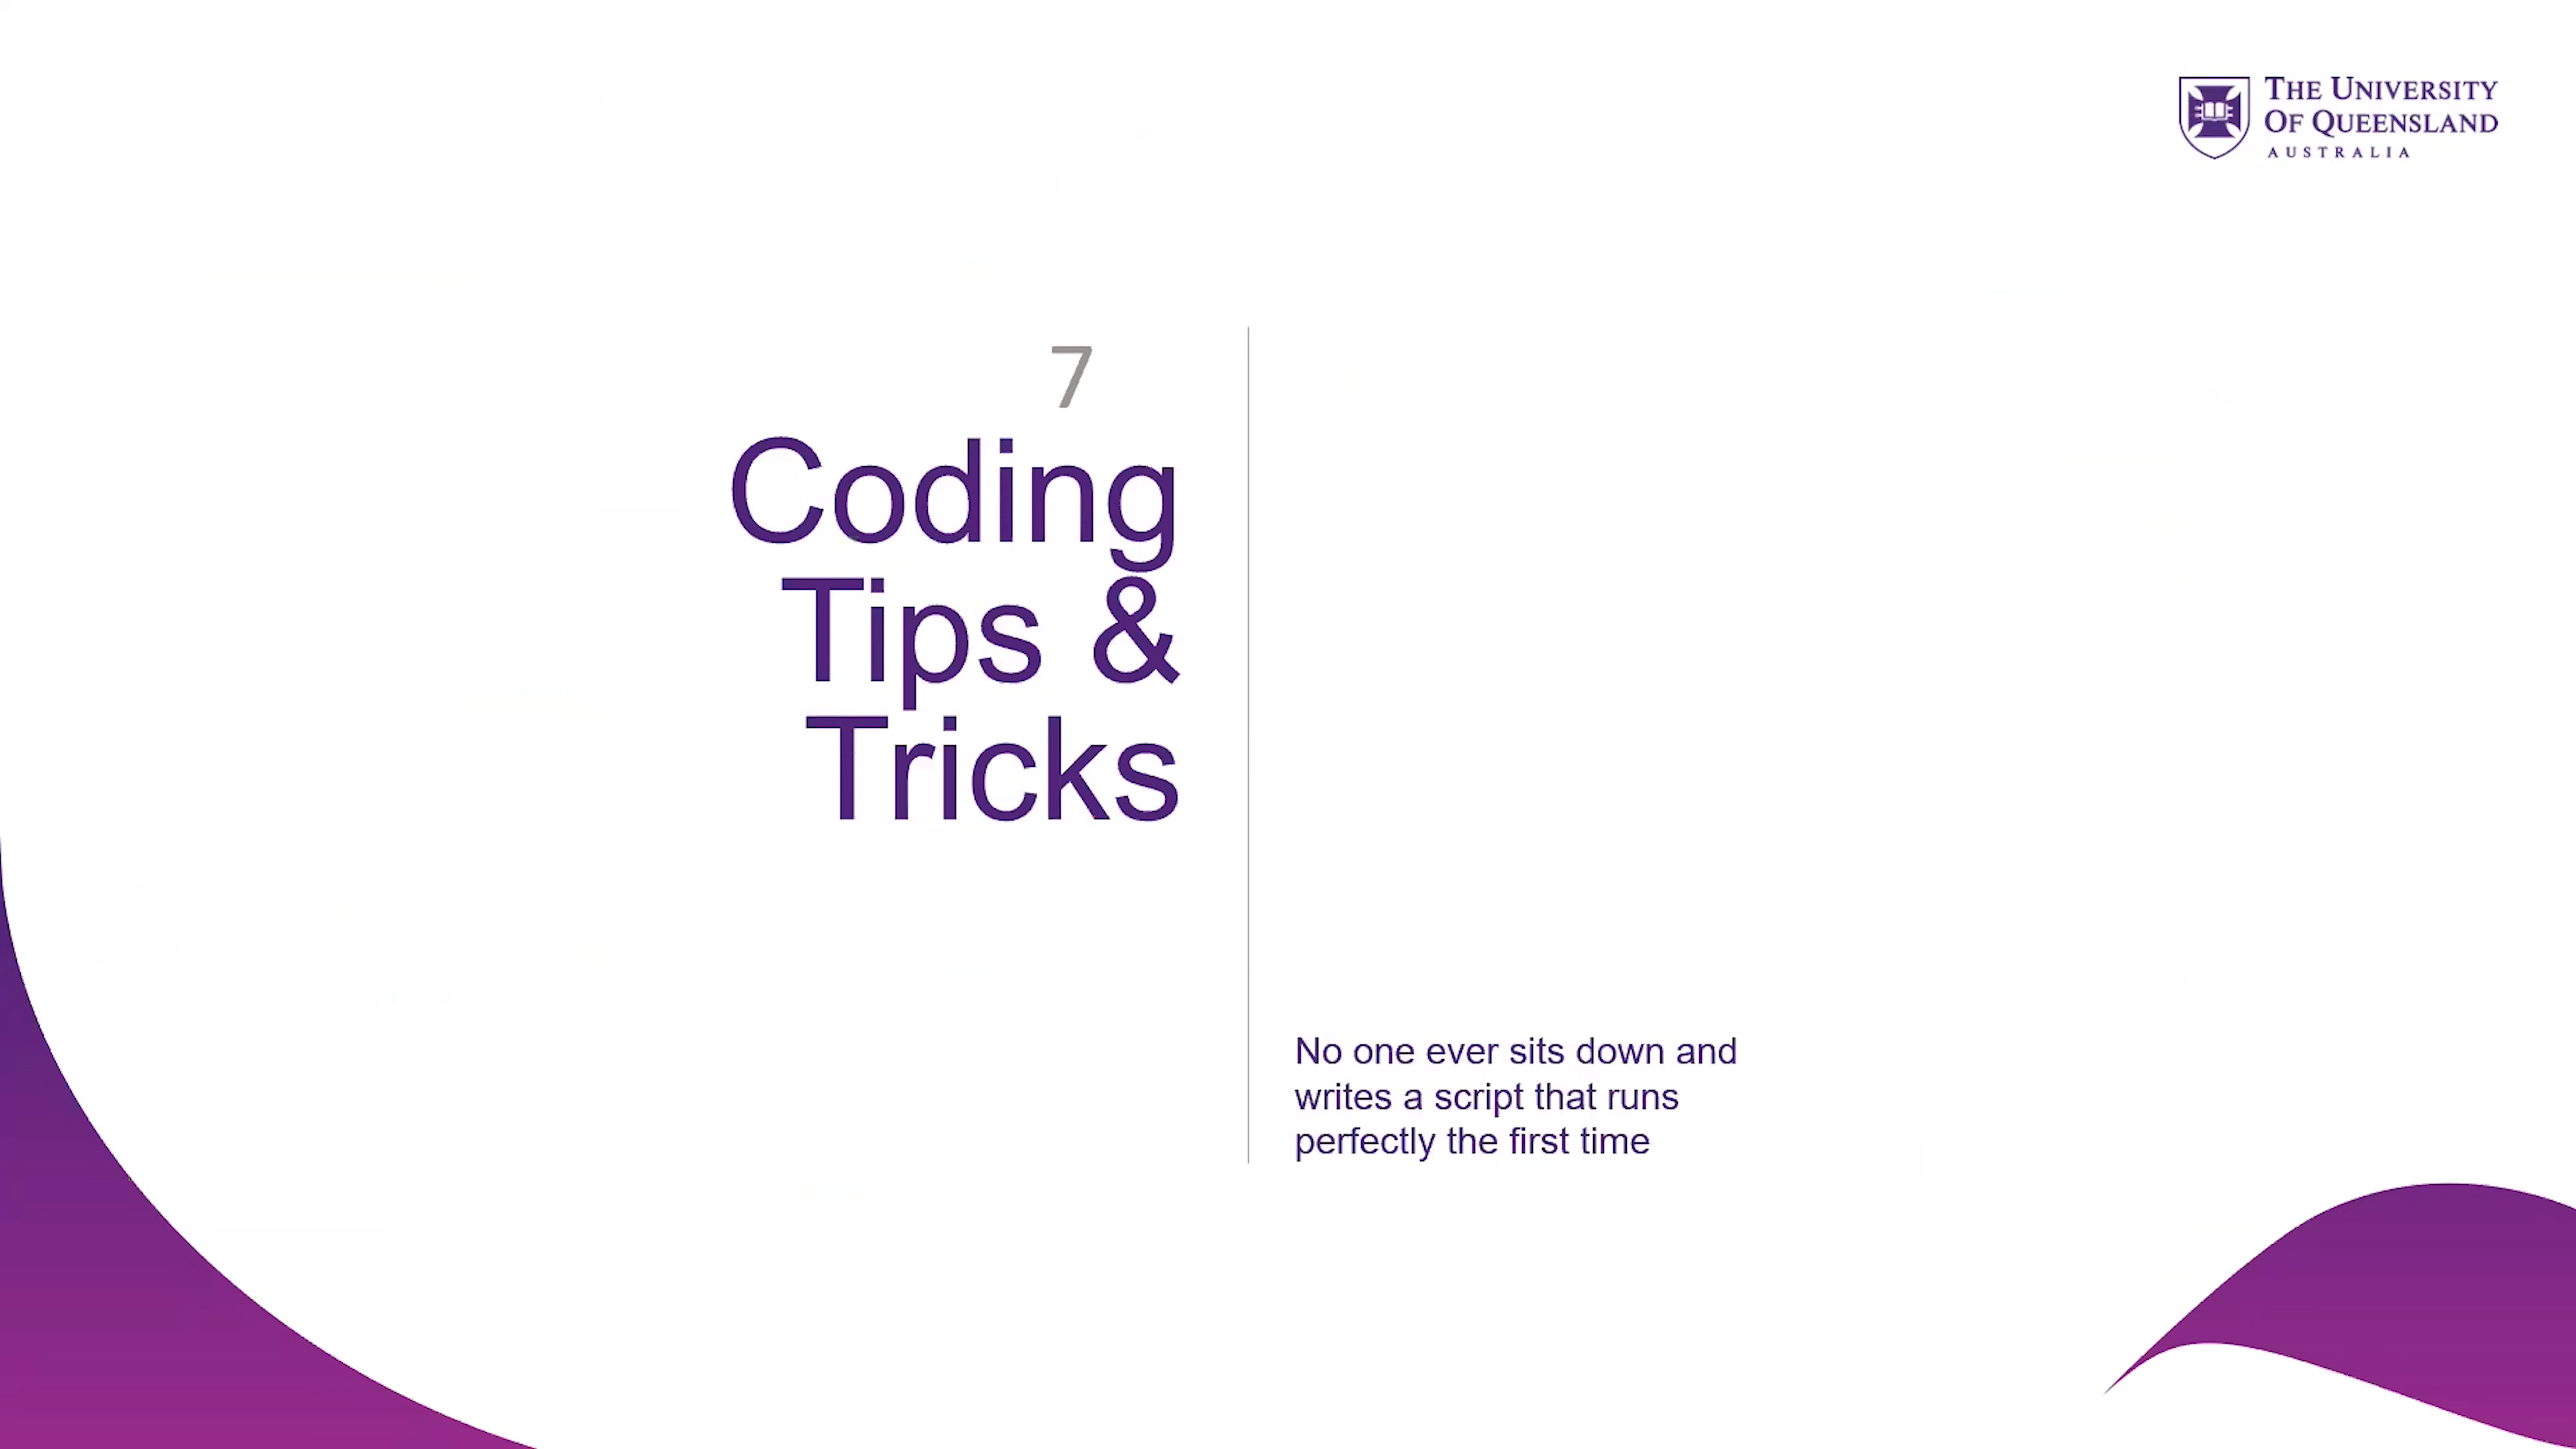 THE UNIVERSITY
OF QUEENSLAND
AUSTRALIA
7
Coding
Tips &
Tricks
No one ever sits down and
writes a script that runs
perfectly the first time